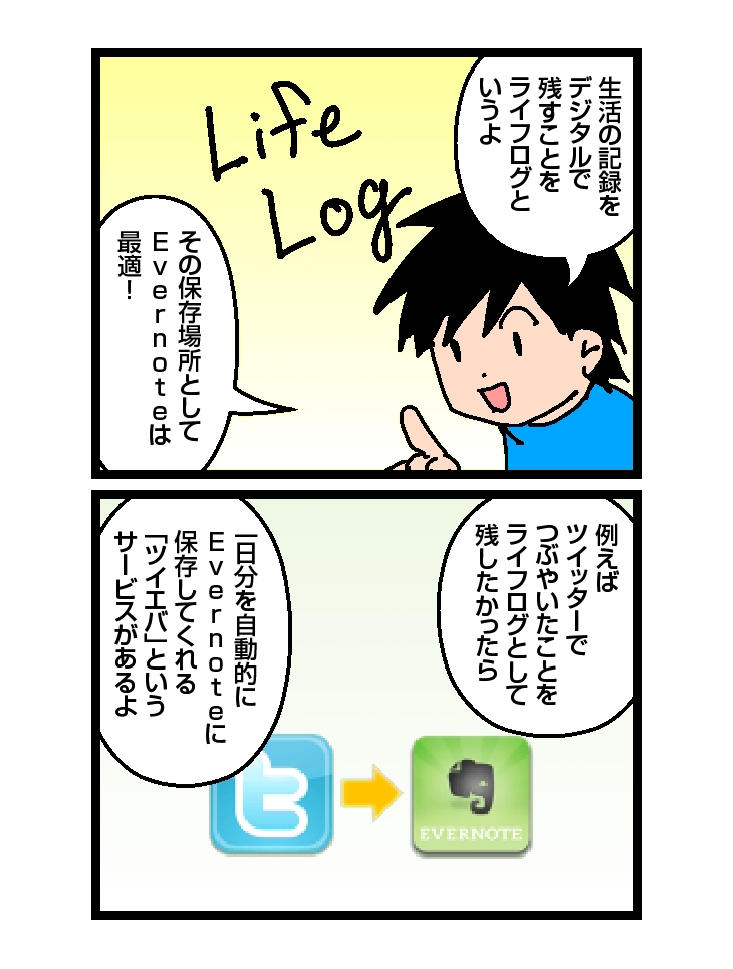 生活の記録を
デジタルで
残すことを
ライフログと
いうよ
Life
Log
その保存場所として
Evernoteは
最適！
例えば
ツイッターで
つぶやいたことを
ライフログとして
残したかったら
一日分を自動的に
Evernoteに
保存してくれる
「ツイエバ」という
サービスがあるよ
t
EVERNOTE